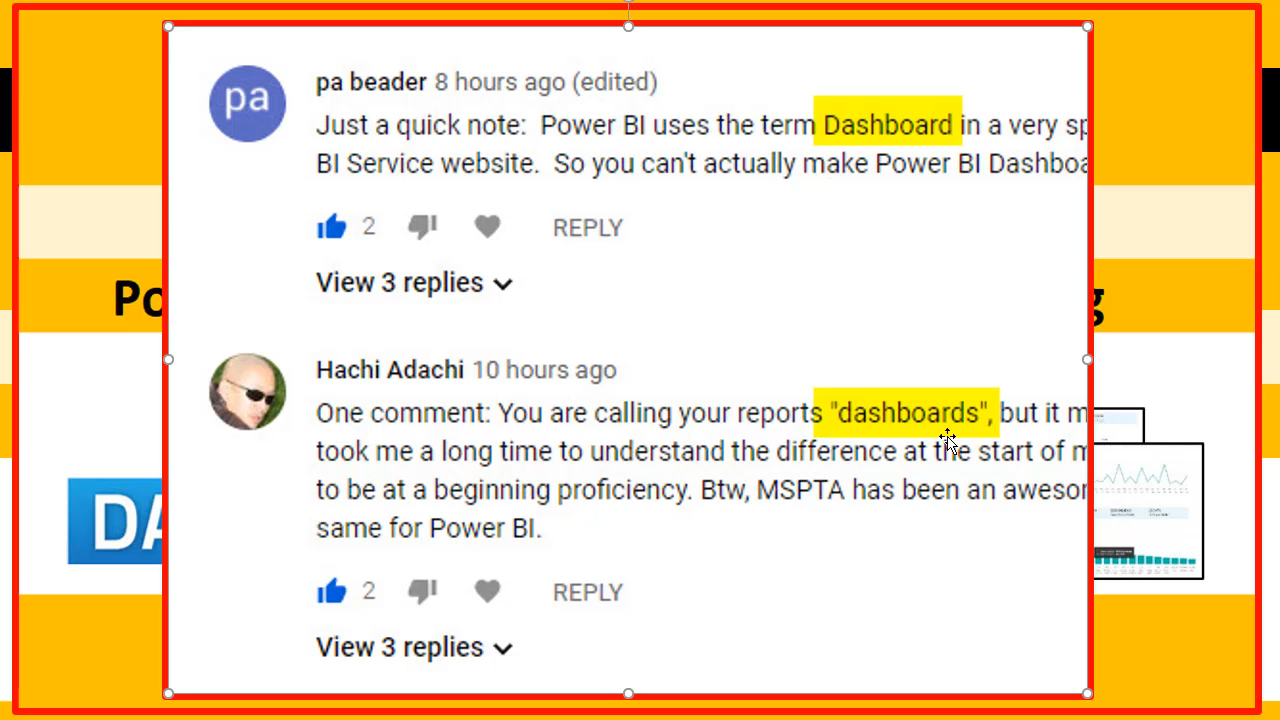 pa
pa beader 8 hours ago (edited)
Just a quick note: Power BI uses the term Dashboard in a very sp
BI Service website. So you can't actually make Power BI Dashboa
2 REPLY
View 3 replies
Po g
Hachi Adachi 10 hours ago
One comment: You are calling your reports "dashboards", but it m
took me a long time to understand the difference at the start of m
to be at a beginning proficiency. Btw, MSPTA has been an awesor
same for Power BI.
DA
2 REPLY
View 3 replies